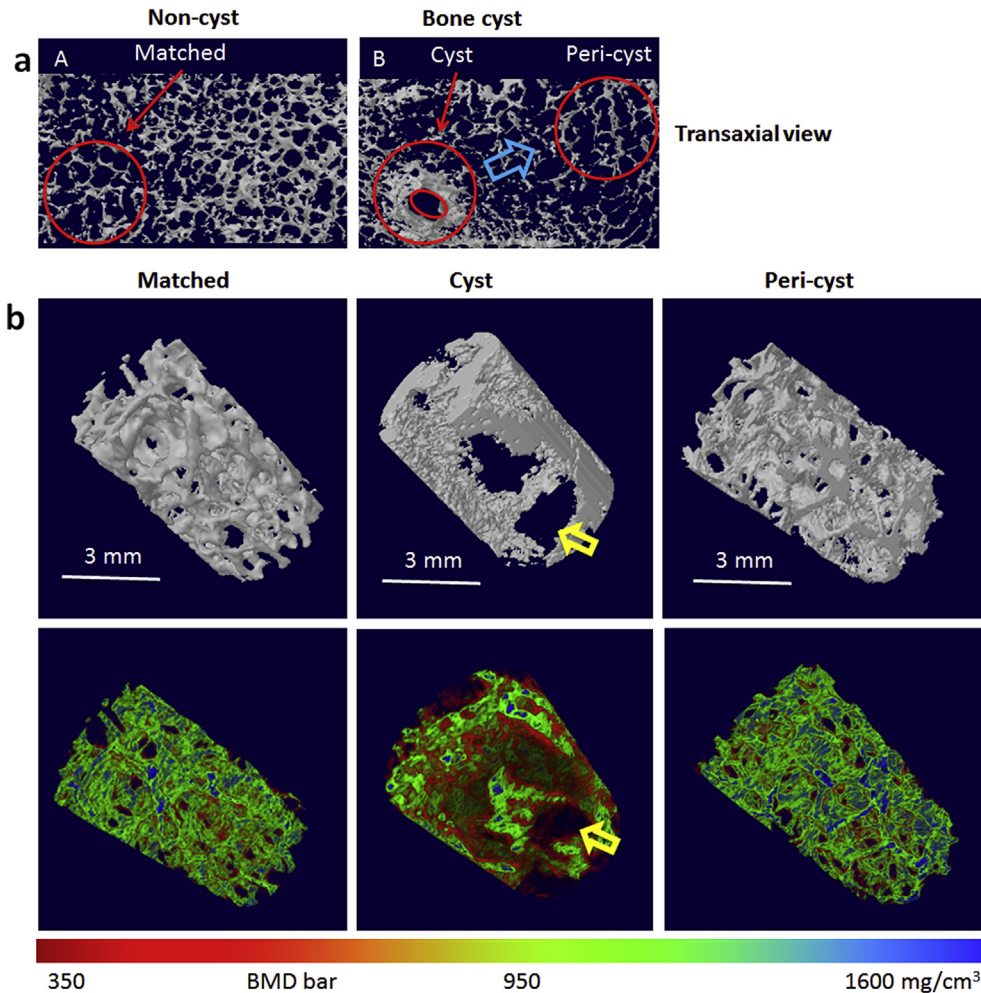 Non-cyst
Bone cyst
a
A
Matched
B
Cyst
Peri-cyst
Transaxial view
Matched
Cyst
Peri-cyst
b
3 mm
3 mm
3 mm
350
BMD bar
950
1600 mg/cm³